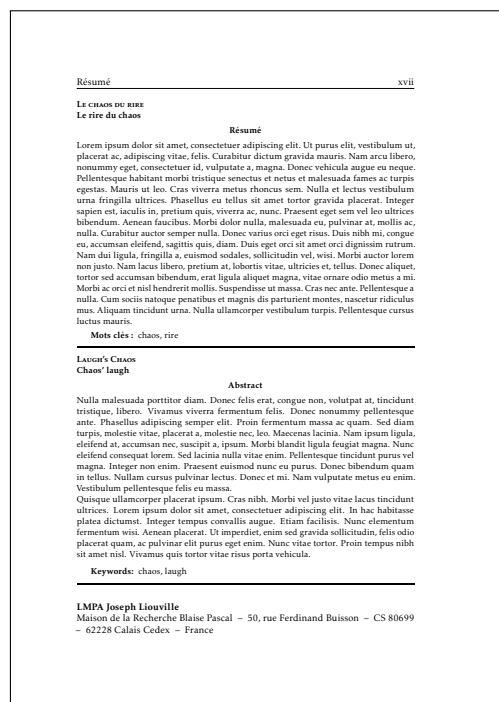 Résumé xvii
Le chaos du rire
Le rire du chaos
Résumé
Lorem ipsum dolor sit amet, consectetuer adipiscing elit. Ut purus elit, vestibulum ut,
placerat ac, adipiscing vitae, felis. Curabitur dictum gravida mauris. Nam arcu libero,
nonummy eget, consectetuer id, vulputate a, magna. Donec vehicula augue eu neque.
Pellentesque habitant morbi tristique senectus et netus et malesuada fames ac turpis
egestas. Mauris ut leo. Cras viverra metus rhoncus sem. Nulla et lectus vestibulum
urna fringilla ultrices. Phasellus eu tellus sit amet tortor gravida placerat. Integer
sapien est, iaculis in, pretium quis, viverra ac, nunc. Praesent eget sem vel leo ultrices
bibendum. Aenean faucibus. Morbi dolor nulla, malesuada eu, pulvinar at, mollis ac,
nulla. Curabitur auctor semper nulla. Donec varius orci eget risus. Duis nibh mi, congue
eu, accumsan eleifend, sagittis quis, diam. Duis eget orci sit amet orci dignissim rutrum.
Nam dui ligula, fringilla a, euismod sodales, sollicitudin vel, wisi. Morbi auctor lorem
non justo. Nam lacus libero, pretium at, lobortis vitae, ultricies et, tellus. Donec aliquet,
tortor sed accumsan bibendum, erat ligula aliquet magna, vitae ornare odio metus a mi.
Morbi ac orci et nisl hendrerit mollis. Suspendisse ut massa. Cras nec ante. Pellentesque a
nulla. Cum sociis natoque penatibus et magnis dis parturient montes, nascetur ridiculus
mus. Aliquam tincidunt urna. Nulla ullamcorper vestibulum turpis. Pellentesque cursus
luctus mauris.
Mots clés : chaos, rire
Laugh's Chaos
Chaos' laugh
Abstract
Nulla malesuada porttitor diam. Donec felis erat, congue non, volutpat at, tincidunt
tristique, libero. Vivamus viverra fermentum felis. Donec nonummy pellentesque
ante. Phasellus adipiscing semper elit. Proin fermentum massa ac quam. Sed diam
turpis, molestie vitae, placerat a, molestie nec, leo. Maecenas lacinia. Nam ipsum ligula,
eleifend at, accumsan nec, suscipit a, ipsum. Morbi blandit ligula feugiat magna. Nunc
eleifend consequat lorem. Sed lacinia nulla vitae enim. Pellentesque tincidunt purus vel
magna. Integer non enim. Praesent euismod nunc eu purus. Donec bibendum quam
in tellus. Nullam cursus pulvinar lectus. Donec et mi. Nam vulputate metus eu enim.
Vestibulum pellentesque felis eu massa.
Quisque ullamcorper placerat ipsum. Cras nibh. Morbi vel justo vitae lacus tincidunt
ultrices. Lorem ipsum dolor sit amet, consectetuer adipiscing elit. In hac habitasse
platea dictumst. Integer tempus convallis augue. Etiam facilisis. Nunc elementum
fermentum wisi. Aenean placerat. Ut imperdiet, enim sed gravida sollicitudin, felis odio
placerat quam, ac pulvinar elit purus eget enim. Nunc vitae tortor. Proin tempus nibh
sit amet nisl. Vivamus quis tortor vitae risus porta vehicula.
Keywords: chaos, laugh
LMPA Joseph Liouville
Maison de la Recherche Blaise Pascal – 50, rue Ferdinand Buisson – CS 80699
– 62228 Calais Cedex – France